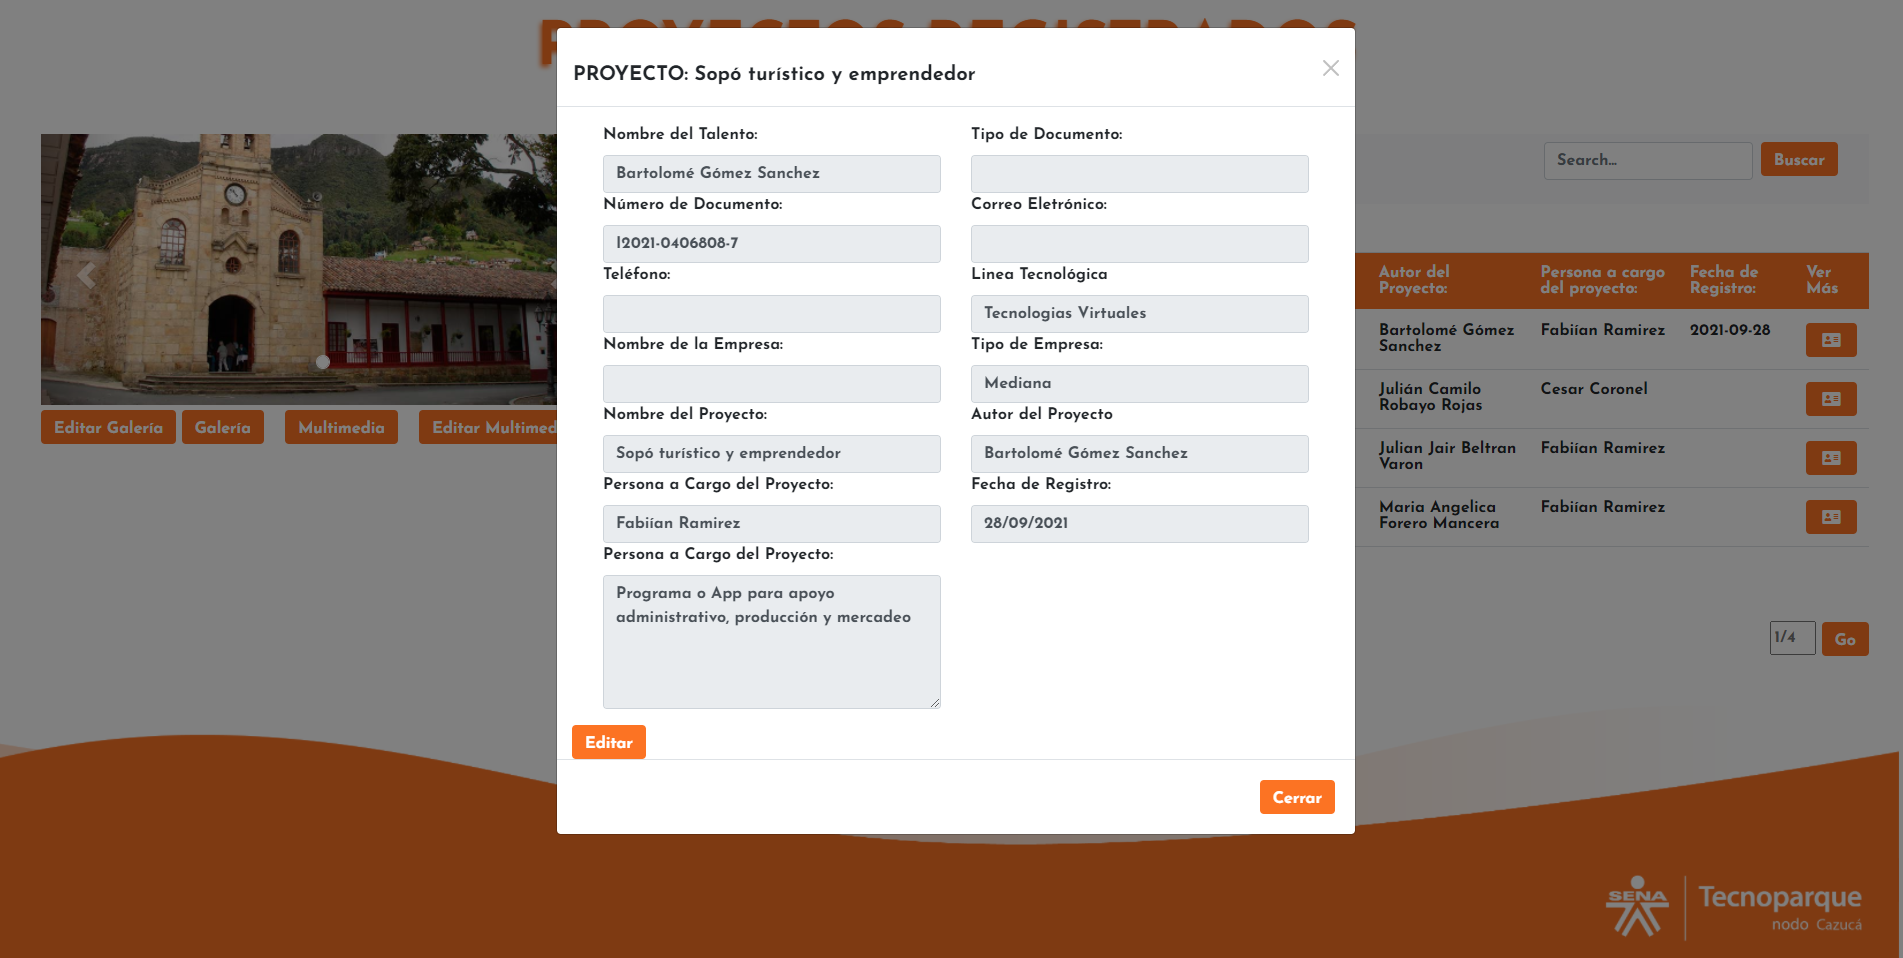 PROYECTOS REGISTRADOS
PROYECTO: Sopó turístico y emprendedor
Nombre del Talento:
Tipo de Documento:
Bartolomé Gómez Sanchez
Número de Documento:
Correo Eletrónico:
I2021-0406808-7
Teléfono:
Linea Tecnológica
Tecnologias Virtuales
Nombre de la Empresa:
Tipo de Empresa:
Mediana
Nombre del Proyecto:
Autor del Proyecto
Sopó turístico y emprendedor
Bartolomé Gómez Sanchez
Persona a Cargo del Proyecto:
Fecha de Registro:
Fabiían Ramirez
28/09/2021
Persona a Cargo del Proyecto:
Programa o App para apoyo
administrativo, producción y mercadeo
Editar
Cerrar
Editar Galería
Galería
Multimedia
Editar Multimed
Search...
Buscar
Autor del
Proyecto:
Persona a cargo
del proyecto:
Fecha de
Registro:
Ver
Más
Bartolomé Gómez
Sanchez
Fabiían Ramirez
2021-09-28
Julián Camilo
Robayo Rojas
Cesar Coronel
Julian Jair Beltran
Varon
Fabiían Ramirez
Maria Angelica
Forero Mancera
Fabiían Ramirez
1/4
Go
SENA
Tecnoparque
nodo Cazucá